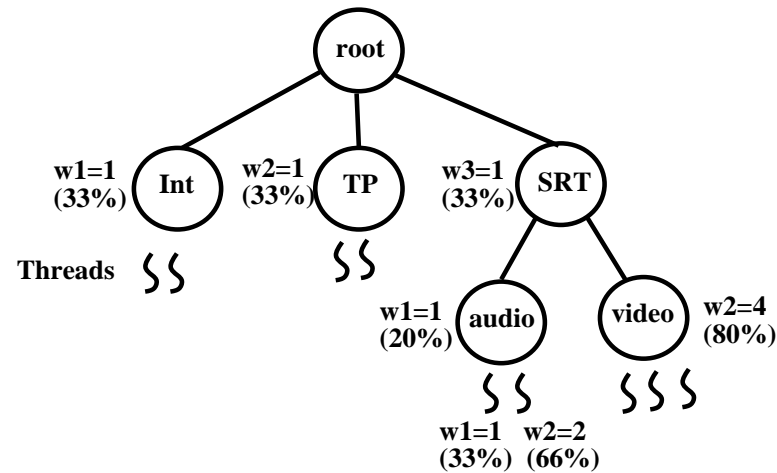 root
w1=1
(33%)
Int
w2=1
(33%)
TP
w3=1
(33%)
SRT
Threads
w1=1
(20%)
audio
video
w2=4
(80%)
w1=1 w2=2
(33%) (66%)